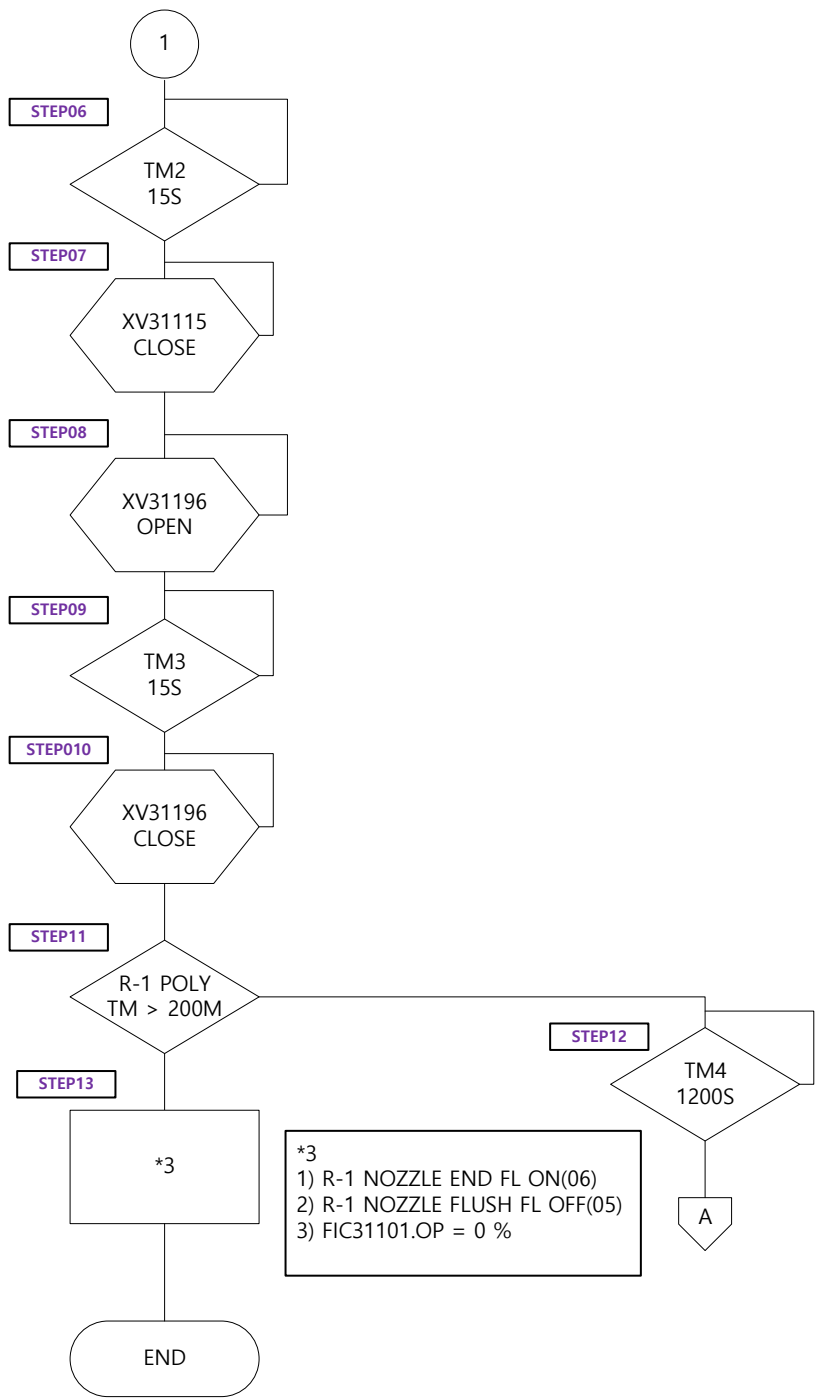 1
STEP06
TM2
15S
STEP07
XV31115
CLOSE
STEP08
XV31196
OPEN
STEP09
TM3
15S
STEP010
XV31196
CLOSE
STEP11
R-1 POLY
TM > 200M
STEP12
TM4
1200S
STEP13
*3
*3
1) R-1 NOZZLE END FL ON(06)
2) R-1 NOZZLE FLUSH FL OFF(05)
3) FIC31101.OP = 0 %
A
END